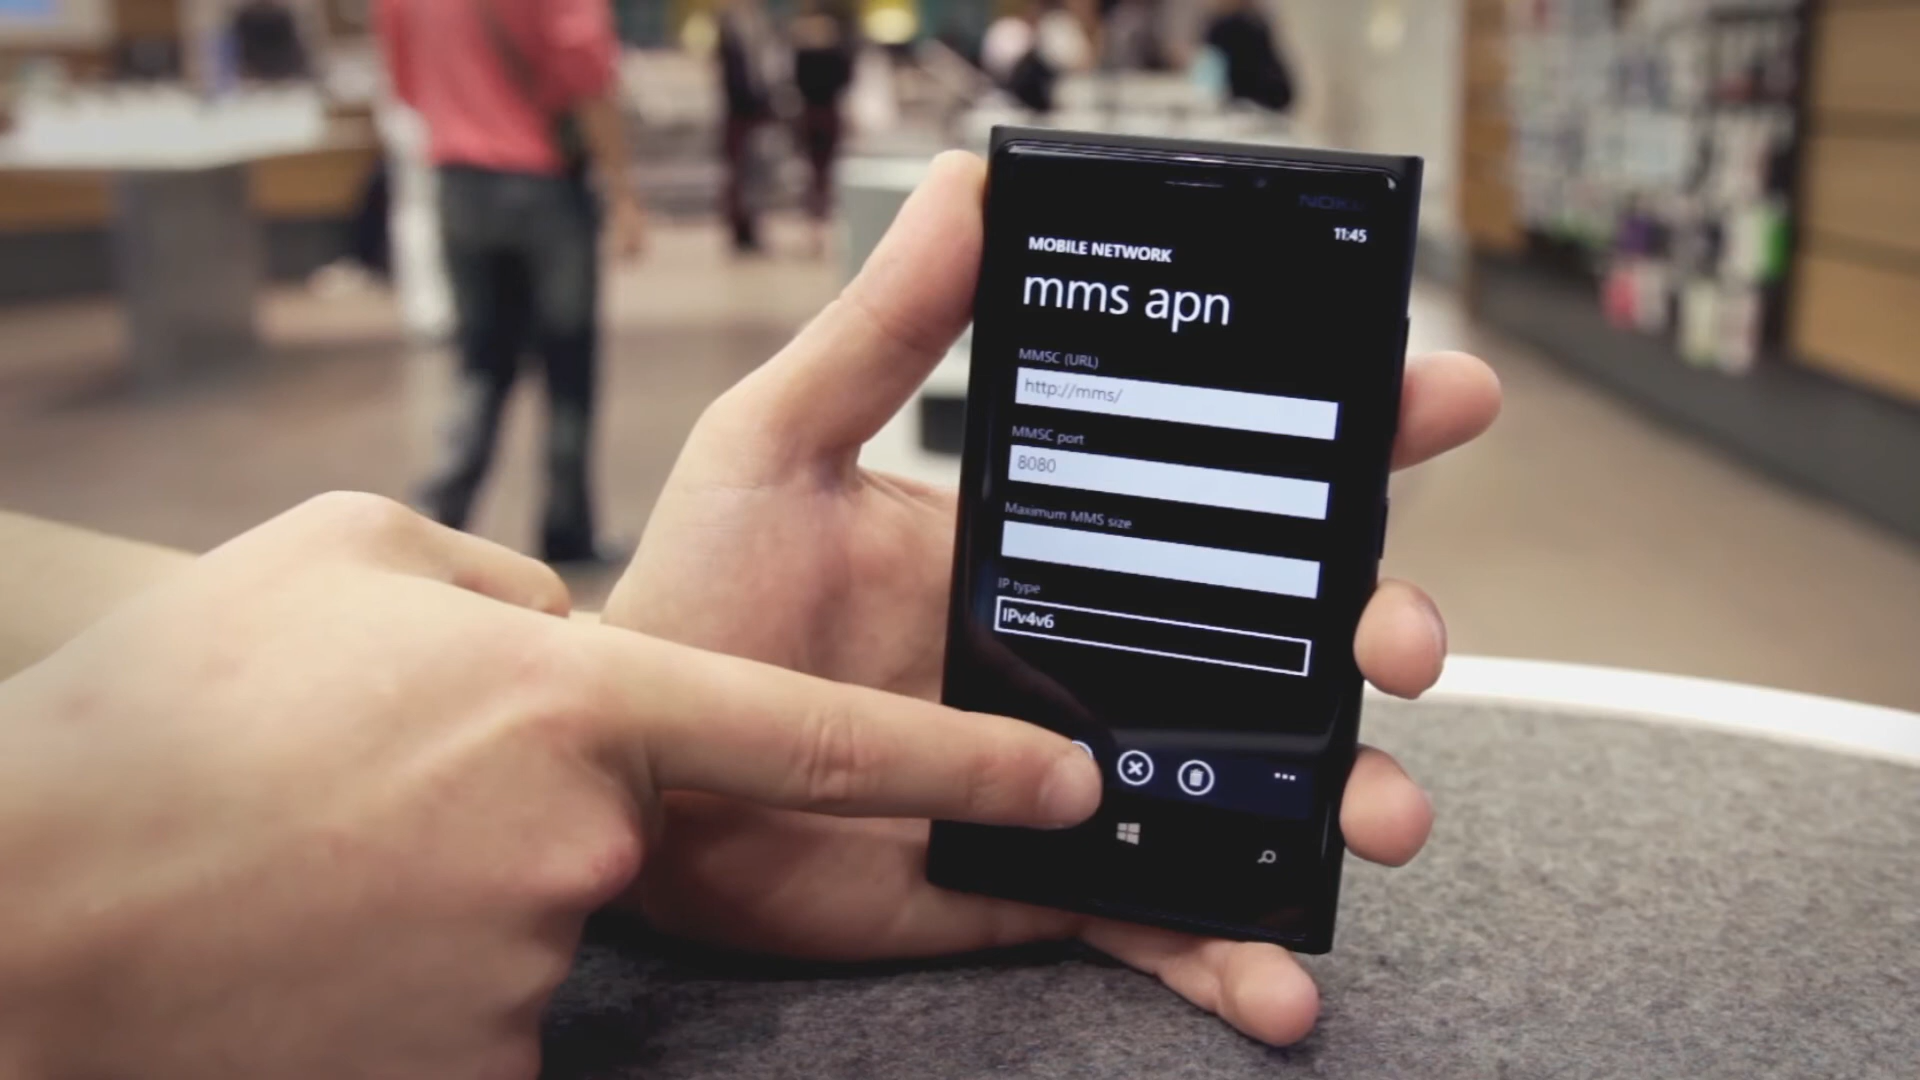 NOKIA
11:45
MOBILE NETWORK
mms apn
MMSC (URL)
http://mms/
MMSC port
8080
Maximum MMS size
IP type
IPv4v6